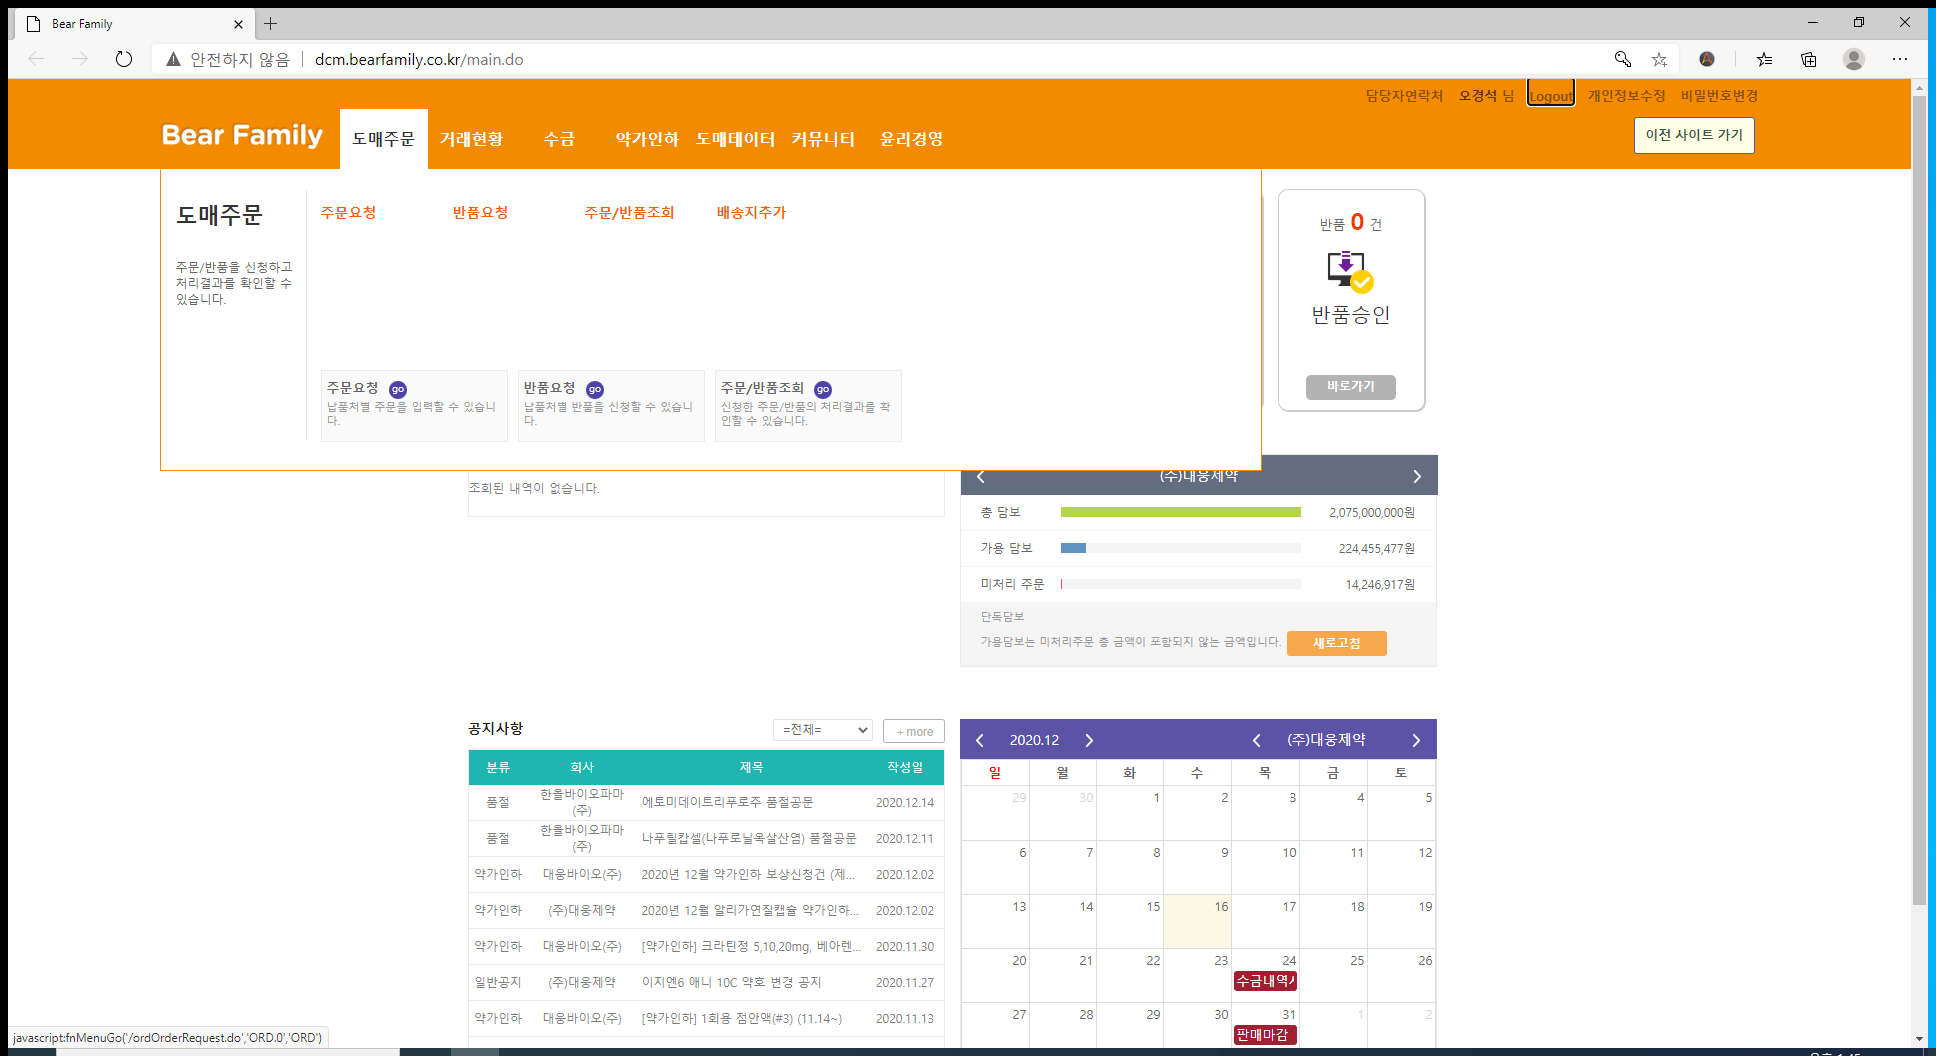 Bear Family
안전하지 않음
dcm.bearfamily.co.kr/main.do
담당자연락처 오경석 님 Logout 개인정보수정 비밀번호변경
Bear Family 도매주문 거래현황 수금 약가인하 도매데이터 커뮤니티 윤리경영
이전 사이트 가기
도매주문
주문요청 반품요청 주문/반품조회 배송지추가
주문/반품을 신청하고
처리결과를 확인할 수
있습니다.
주문요청 go
납품처별 주문을 입력할 수 있습니
다.
반품요청 go
납품처별 반품을 신청할 수 있습니
다.
주문/반품조회 go
신청한 주문/반품의 처리결과를 확
인할 수 있습니다.
반품 0 건
반품승인
바로가기
조회된 내역이 없습니다.
(주)대웅제약
총 담보 2,075,000,000원
가용 담보 224,455,477원
미처리 주문 14,246,917원
단독담보
가용담보는 미처리주문 총 금액이 포함되지 않는 금액입니다. 새로고침
공지사항 =전체= + more
분류 회사 제목 작성일
품절 한올바이오파마(주) 에토미데이트리푸로주 품절공문 2020.12.14
품절 한올바이오파마(주) 나푸릴캅셀(나푸로닐옥살산염) 품절공문 2020.12.11
약가인하 대웅바이오(주) 2020년 12월 약가인하 보상신청건 (제... 2020.12.02
약가인하 (주)대웅제약 2020년 12월 알리가연질캡슐 약가인하... 2020.12.02
약가인하 대웅바이오(주) [약가인하] 크라틴정 5,10,20mg, 베아렌... 2020.11.30
일반공지 (주)대웅제약 이지엔6 애니 10C 약호 변경 공지 2020.11.27
약가인하 대웅바이오(주) [약가인하] 1회용 점안액(#3) (11.14~) 2020.11.13
2020.12 (주)대웅제약
일 월 화 수 목 금 토
29 30 1 2 3 4 5
6 7 8 9 10 11 12
13 14 15 16 17 18 19
20 21 22 23 24 25 26
수금내역
27 28 29 30 31 1 2
판매마감
javascript:fnMenuGo('/ordOrderRequest.do','ORD.0','ORD')